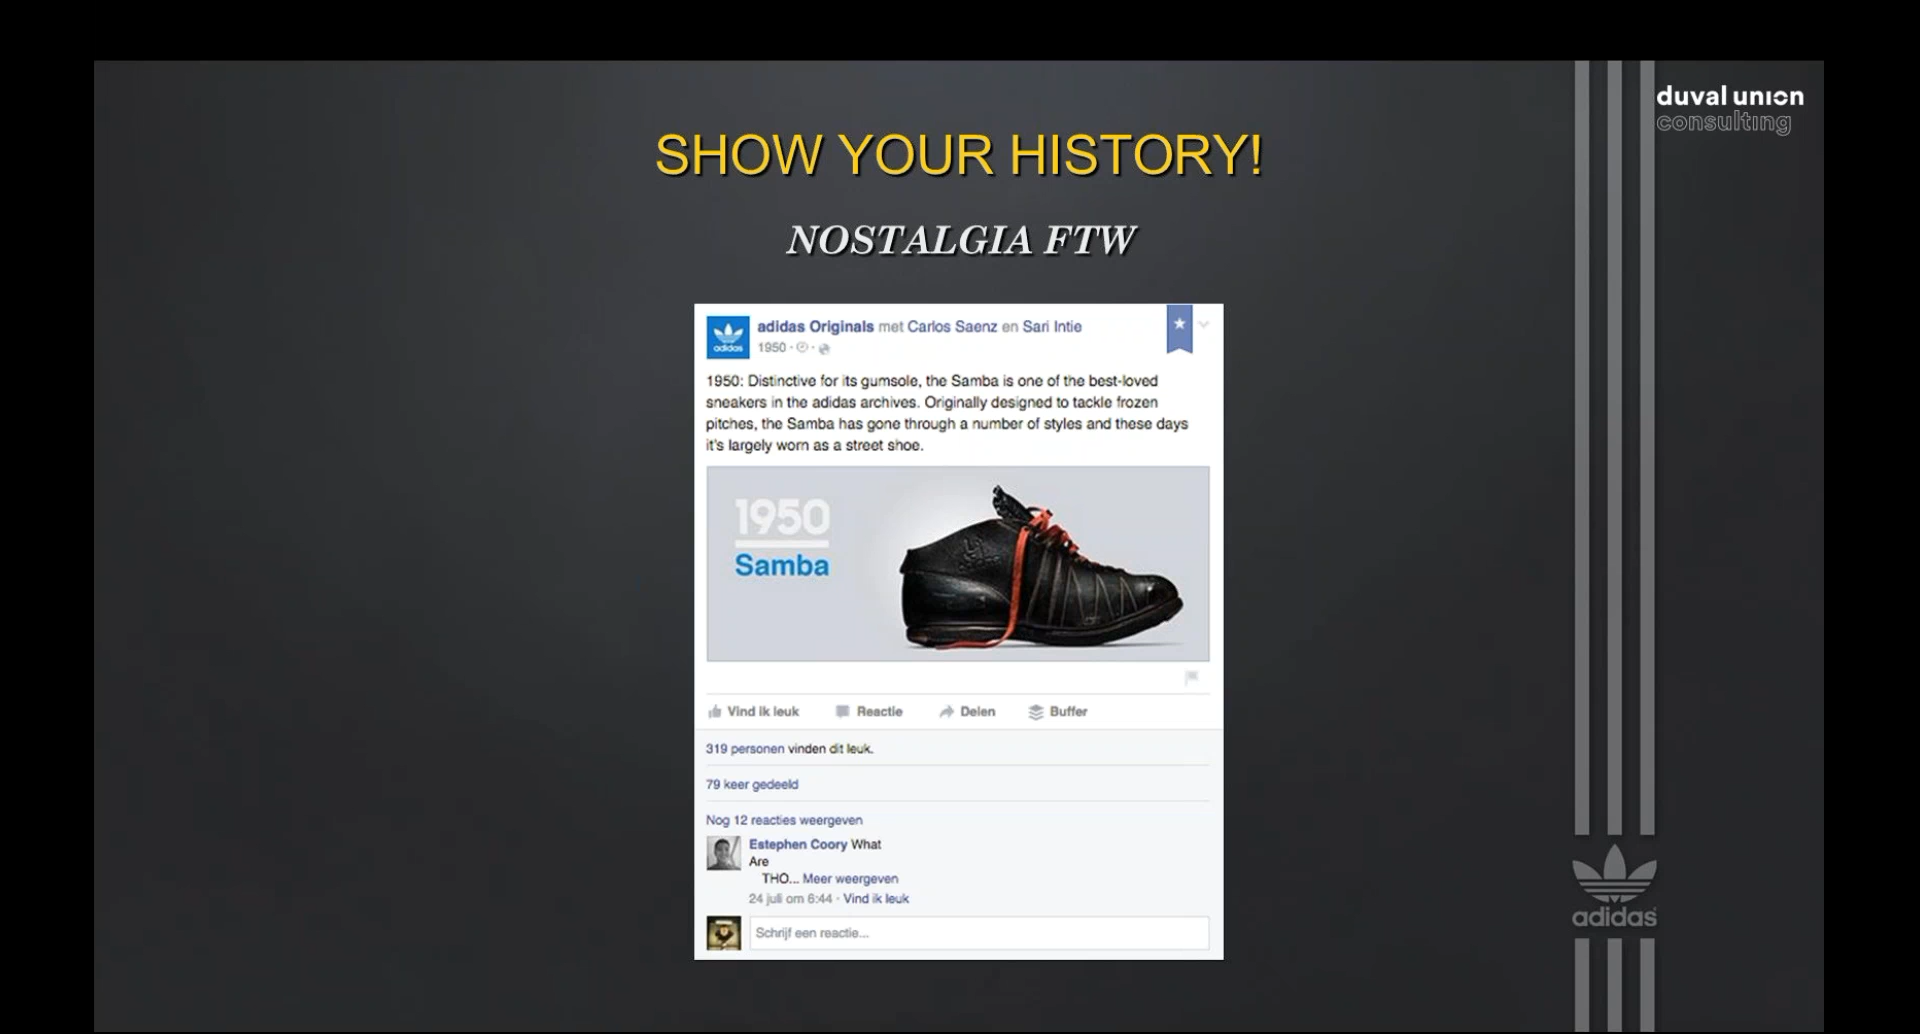 duval union
consulting
SHOW YOUR HISTORY!
NOSTALGIA FTW
adidas Originals met Carlos Saenz en Sari Intie
1950
adidas
1950: Distinctive for its gumsole, the Samba is one of the best-loved
sneakers in the adidas archives. Originally designed to tackle frozen
pitches, the Samba has gone through a number of styles and these days
it's largely worn as a street shoe.
1950
Samba
Vind ik leuk Reactie Delen Buffer
319 personen vinden dit leuk.
79 keer gedeeld
Nog 12 reacties weergeven
Estephen Coory What
Are
THO... Meer weergeven
24 juli om 6:44 · Vind ik leuk
Schrijf een reactie...
adidas